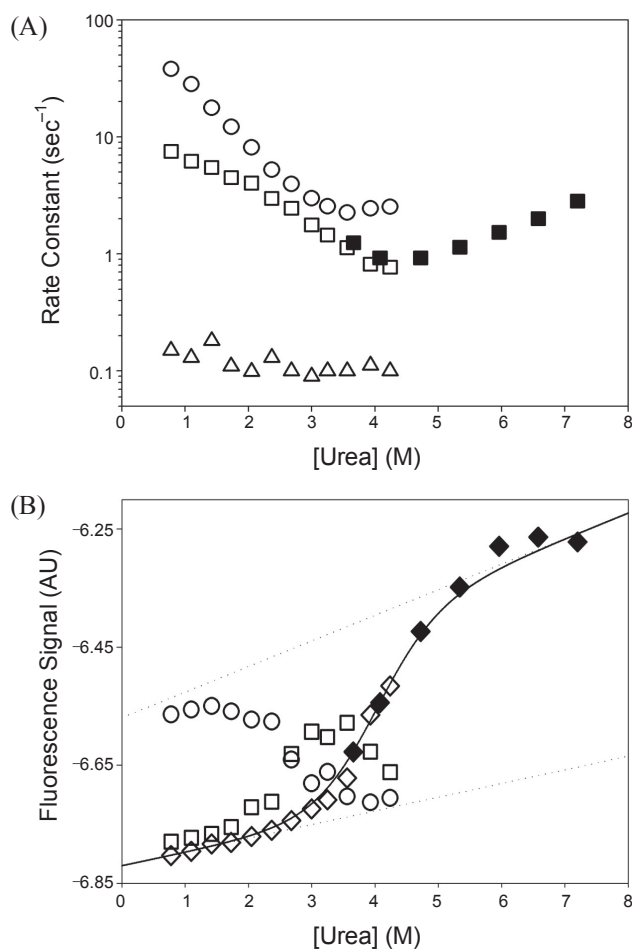 (A)
100
10
1
0.1
Rate Constant (sec⁻¹)
0 1 2 3 4 5 6 7 8
[Urea] (M)
(B)
−6.25
−6.45
−6.65
−6.85
Fluorescence Signal (AU)
0 1 2 3 4 5 6 7 8
[Urea] (M)